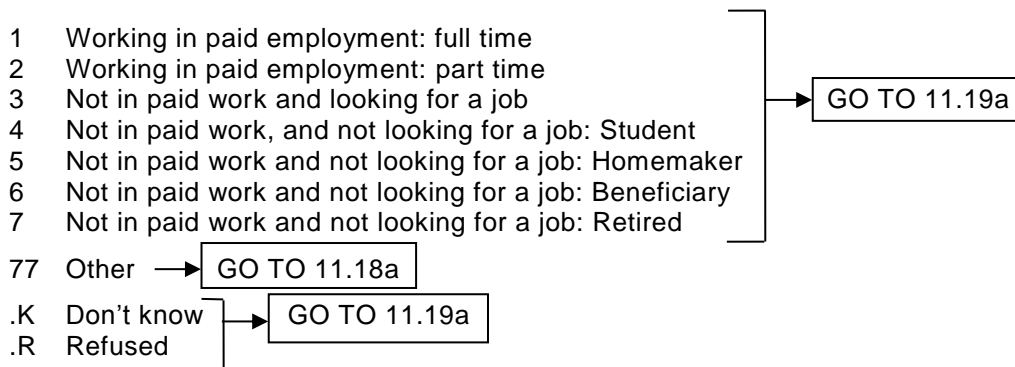 1 Working in paid employment: full time
2 Working in paid employment: part time
3 Not in paid work and looking for a job
GO TO 11.19a
4 Not in paid work, and not looking for a job: Student
5 Not in paid work and not looking for a job: Homemaker
6 Not in paid work and not looking for a job: Beneficiary
7 Not in paid work and not looking for a job: Retired
77 Other GO TO 11.18a
.K Don’t know GO TO 11.19a
.R Refused